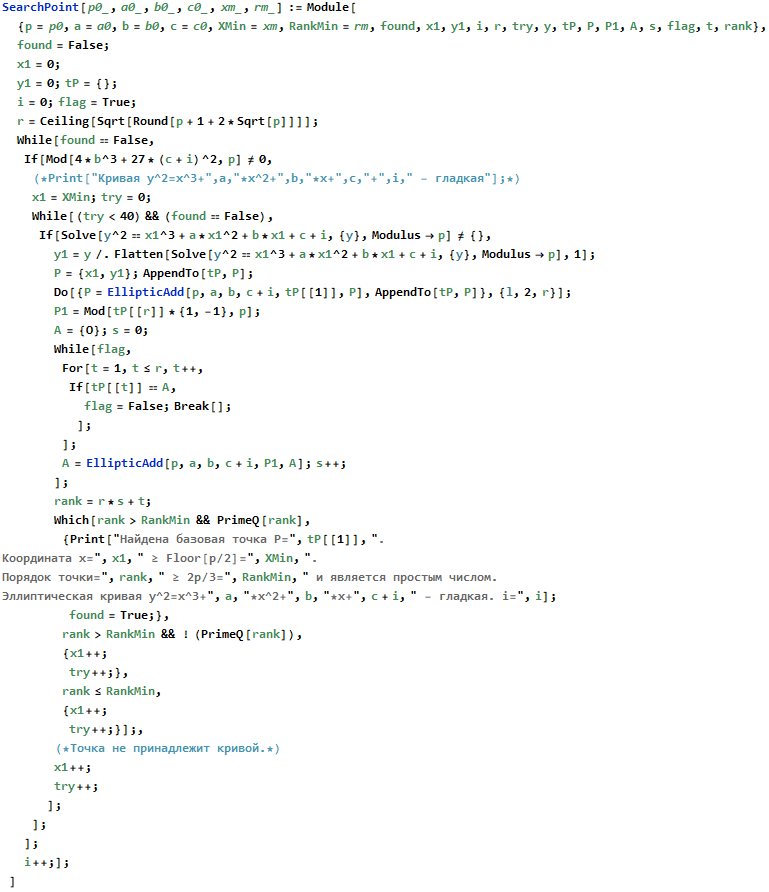 SearchPoint[p0_, a0_, b0_, c0_, xm_, rm_] := Module[
{p = p0, a = a0, b = b0, c = c0, XMin = xm, RankMin = rm, found, x1, y1, i, r, try, y, tP, P, P1, A, s, flag, t, rank},
found = False;
x1 = 0;
y1 = 0; tP = {};
i = 0; flag = True;
r = Ceiling[Sqrt[Round[p + 1 + 2 * Sqrt[p]]]];
While[found == False,
If[Mod[4 * b^3 + 27 * (c + i)^2, p] ≠ 0,
(*Print["Кривая y^2=x^3+",a,"*x^2+",b,"*x+",c,"+",i," - гладкая"];*)
x1 = XMin; try = 0;
While[(try < 40) && (found == False),
If[Solve[y^2 == x1^3 + a * x1^2 + b * x1 + c + i, {y}, Modulus → p] ≠ {},
y1 = y /. Flatten[Solve[y^2 == x1^3 + a * x1^2 + b * x1 + c + i, {y}, Modulus → p], 1];
P = {x1, y1}; AppendTo[tP, P];
Do[{P = EllipticAdd[p, a, b, c + i, tP[[1]], P], AppendTo[tP, P]}, {l, 2, r}];
P1 = Mod[tP[[r]] * {1, -1}, p];
A = {O}; s = 0;
While[flag,
For[t = 1, t ≤ r, t++,
If[tP[[t]] == A,
flag = False; Break[];
];
];
A = EllipticAdd[p, a, b, c + i, P1, A]; s++;
];
rank = r * s + t;
Which[rank > RankMin && PrimeQ[rank],
{Print["Найдена базовая точка P=", tP[[1]], ".
Координата x=", x1, " ≥ Floor[p/2]=", XMin, ".
Порядок точки=", rank, " ≥ 2p/3=", RankMin, " и является простым числом.
Эллиптическая кривая y^2=x^3+", a, "*x^2+", b, "*x+", c + i, " - гладкая. i=", i];
found = True;},
rank > RankMin && ! (PrimeQ[rank]),
{x1++;
try++;},
rank ≤ RankMin,
{x1++;
try++;}];,
(*Точка не принадлежит кривой.*)
x1++;
try++;
];
];
];
i++;];
]